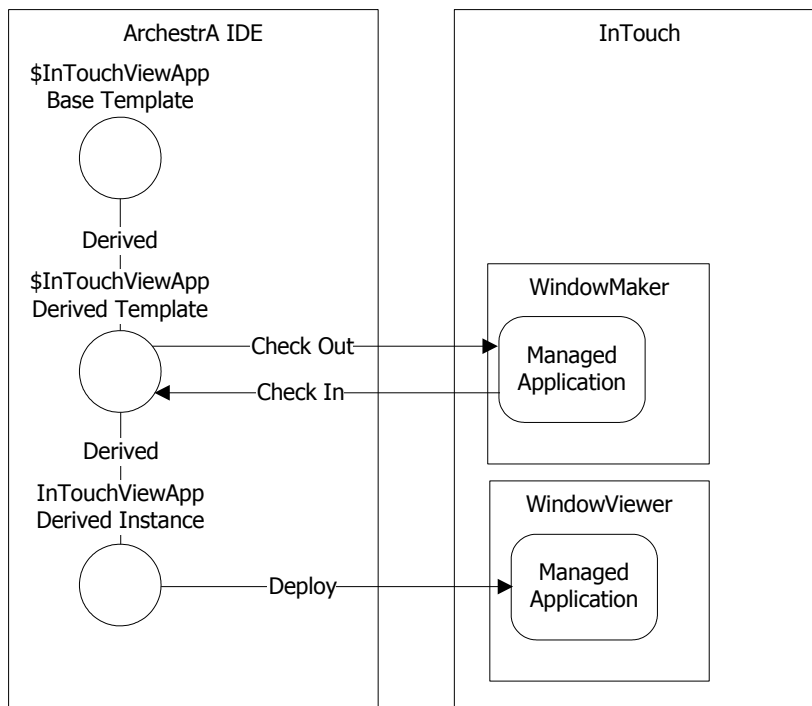 ArchestrA IDE
InTouch
$InTouchViewApp
Base Template
Derived
$InTouchViewApp
Derived Template
WindowMaker
Check Out
Managed
Application
Check In
Derived
InTouchViewApp
Derived Instance
WindowViewer
Managed
Application
Deploy